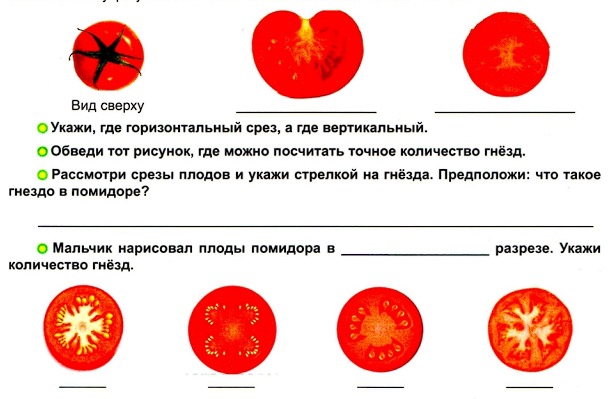 Вид сверху
Укажи, где горизонтальный срез, а где вертикальный.
Обведи тот рисунок, где можно посчитать точное количество гнёзд.
Рассмотри срезы плодов и укажи стрелкой на гнёзда. Предположи: что такое
гнездо в помидоре?
Мальчик нарисовал плоды помидора в ______ разрезе. Укажи
количество гнёзд.